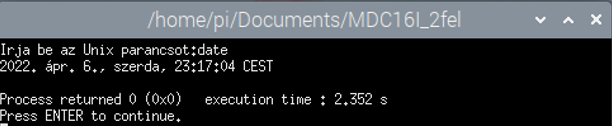 /home/pi/Documents/MDC16I_2fel
Irja be az Unix parancsot:date
2022. ápr. 6., szerda, 23:17:04 CEST
Process returned 0 (0x0)   execution time : 2.352 s
Press ENTER to continue.